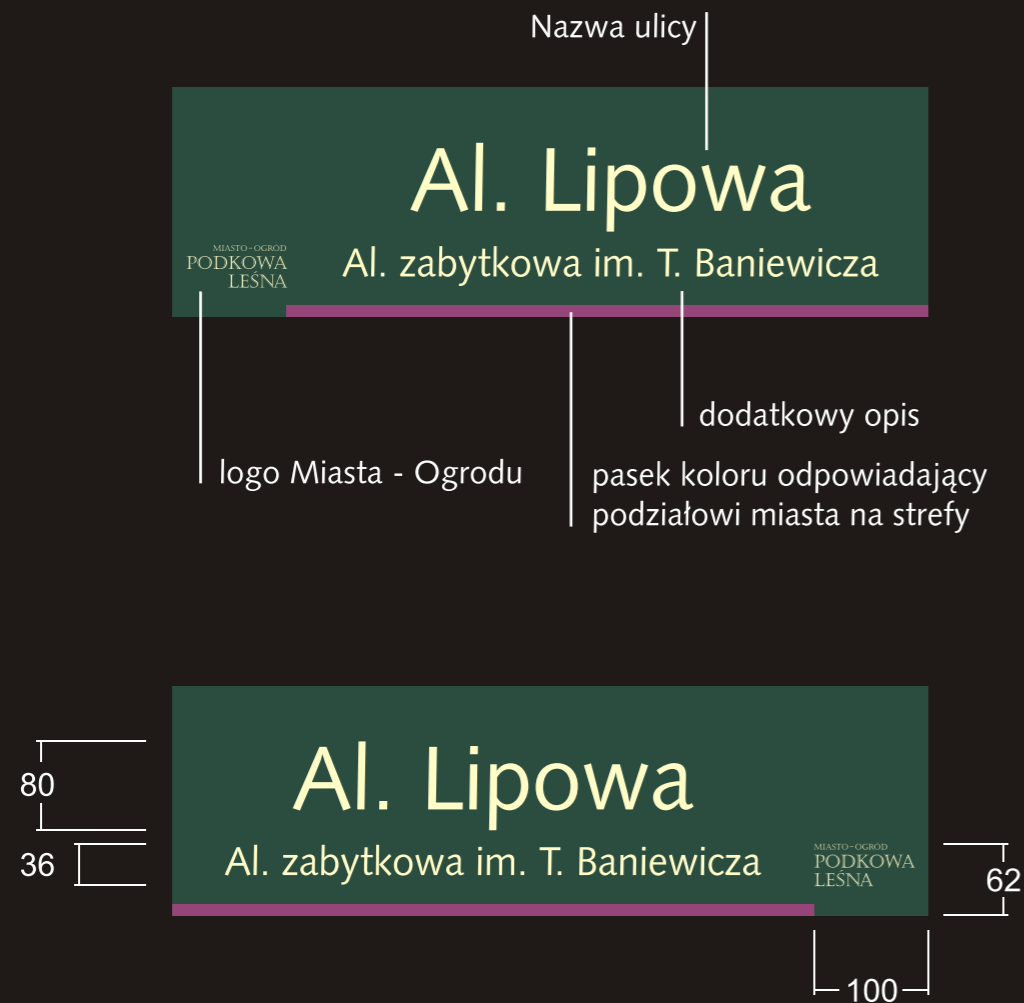 Nazwa ulicy
Al. Lipowa
MIASTO-OGRÓD
PODKOWA
LEŚNA
Al. zabytkowa im. T. Baniewicza
dodatkowy opis
logo Miasta - Ogrodu
pasek koloru odpowiadający
podziałowi miasta na strefy
Al. Lipowa
80
Al. zabytkowa im. T. Baniewicza
36
MIASTO-OGRÓD
PODKOWA
LEŚNA
62
100